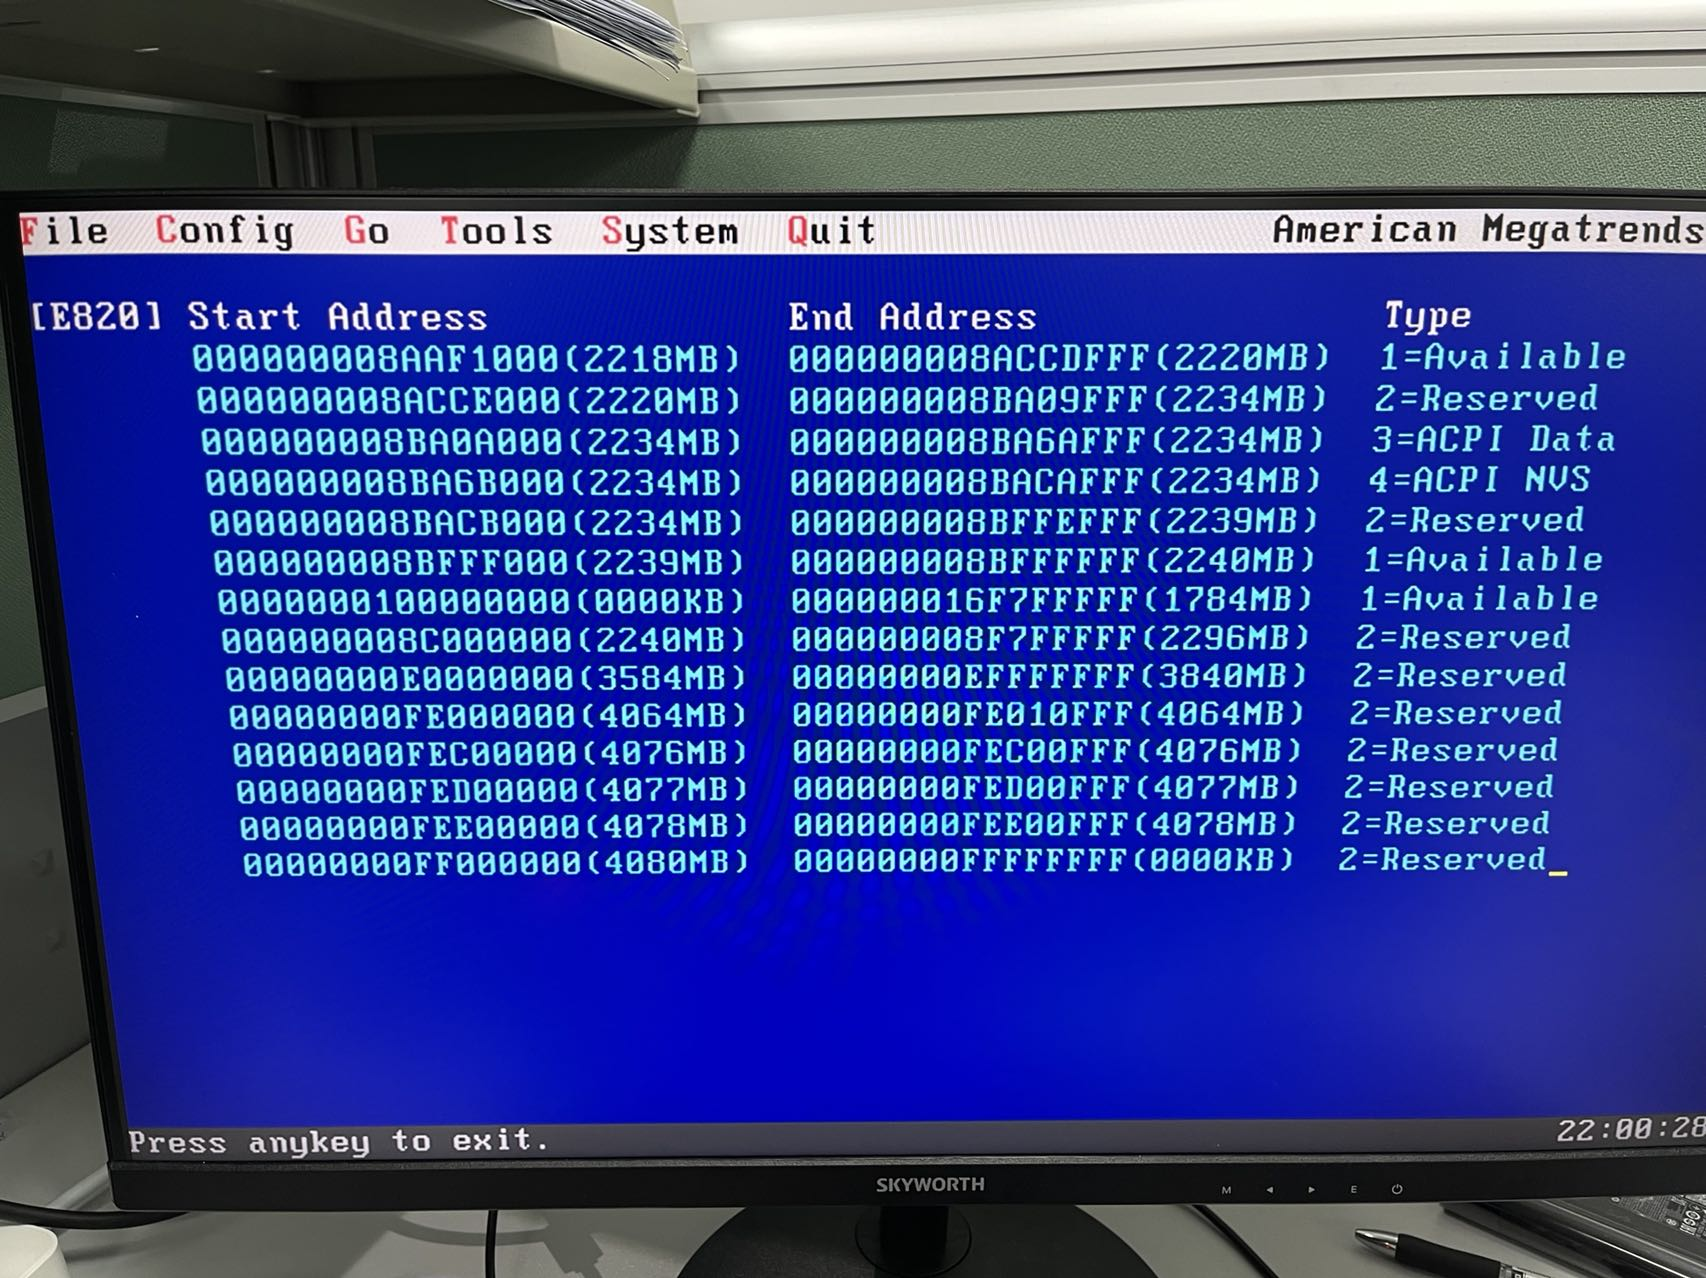 File Config Go Tools System Quit American Megatrends
[E820] Start Address End Address Type
000000008AAF1000(2218MB) 000000008ACCDFFF(2220MB) 1=Available
000000008ACCE000(2220MB) 000000008BA09FFF(2234MB) 2=Reserved
000000008BA0A000(2234MB) 000000008BA6AFFF(2234MB) 3=ACPI Data
000000008BA6B000(2234MB) 000000008BACAFFF(2234MB) 4=ACPI NVS
000000008BACB000(2234MB) 000000008BFFEFFF(2239MB) 2=Reserved
000000008BFFF000(2239MB) 000000008BFFFFFF(2240MB) 1=Available
0000000100000000(0000KB) 000000016F7FFFFF(1784MB) 1=Available
000000008C000000(2240MB) 000000008F7FFFFF(2296MB) 2=Reserved
00000000E0000000(3584MB) 00000000EFFFFFFF(3840MB) 2=Reserved
00000000FE000000(4064MB) 00000000FE010FFF(4064MB) 2=Reserved
00000000FEC00000(4076MB) 00000000FEC00FFF(4076MB) 2=Reserved
00000000FED00000(4077MB) 00000000FED00FFF(4077MB) 2=Reserved
00000000FEE00000(4078MB) 00000000FEE00FFF(4078MB) 2=Reserved
00000000FF000000(4080MB) 00000000FFFFFFFF(0000KB) 2=Reserved_
Press anykey to exit. 22:00:28
SKYWORTH
M E